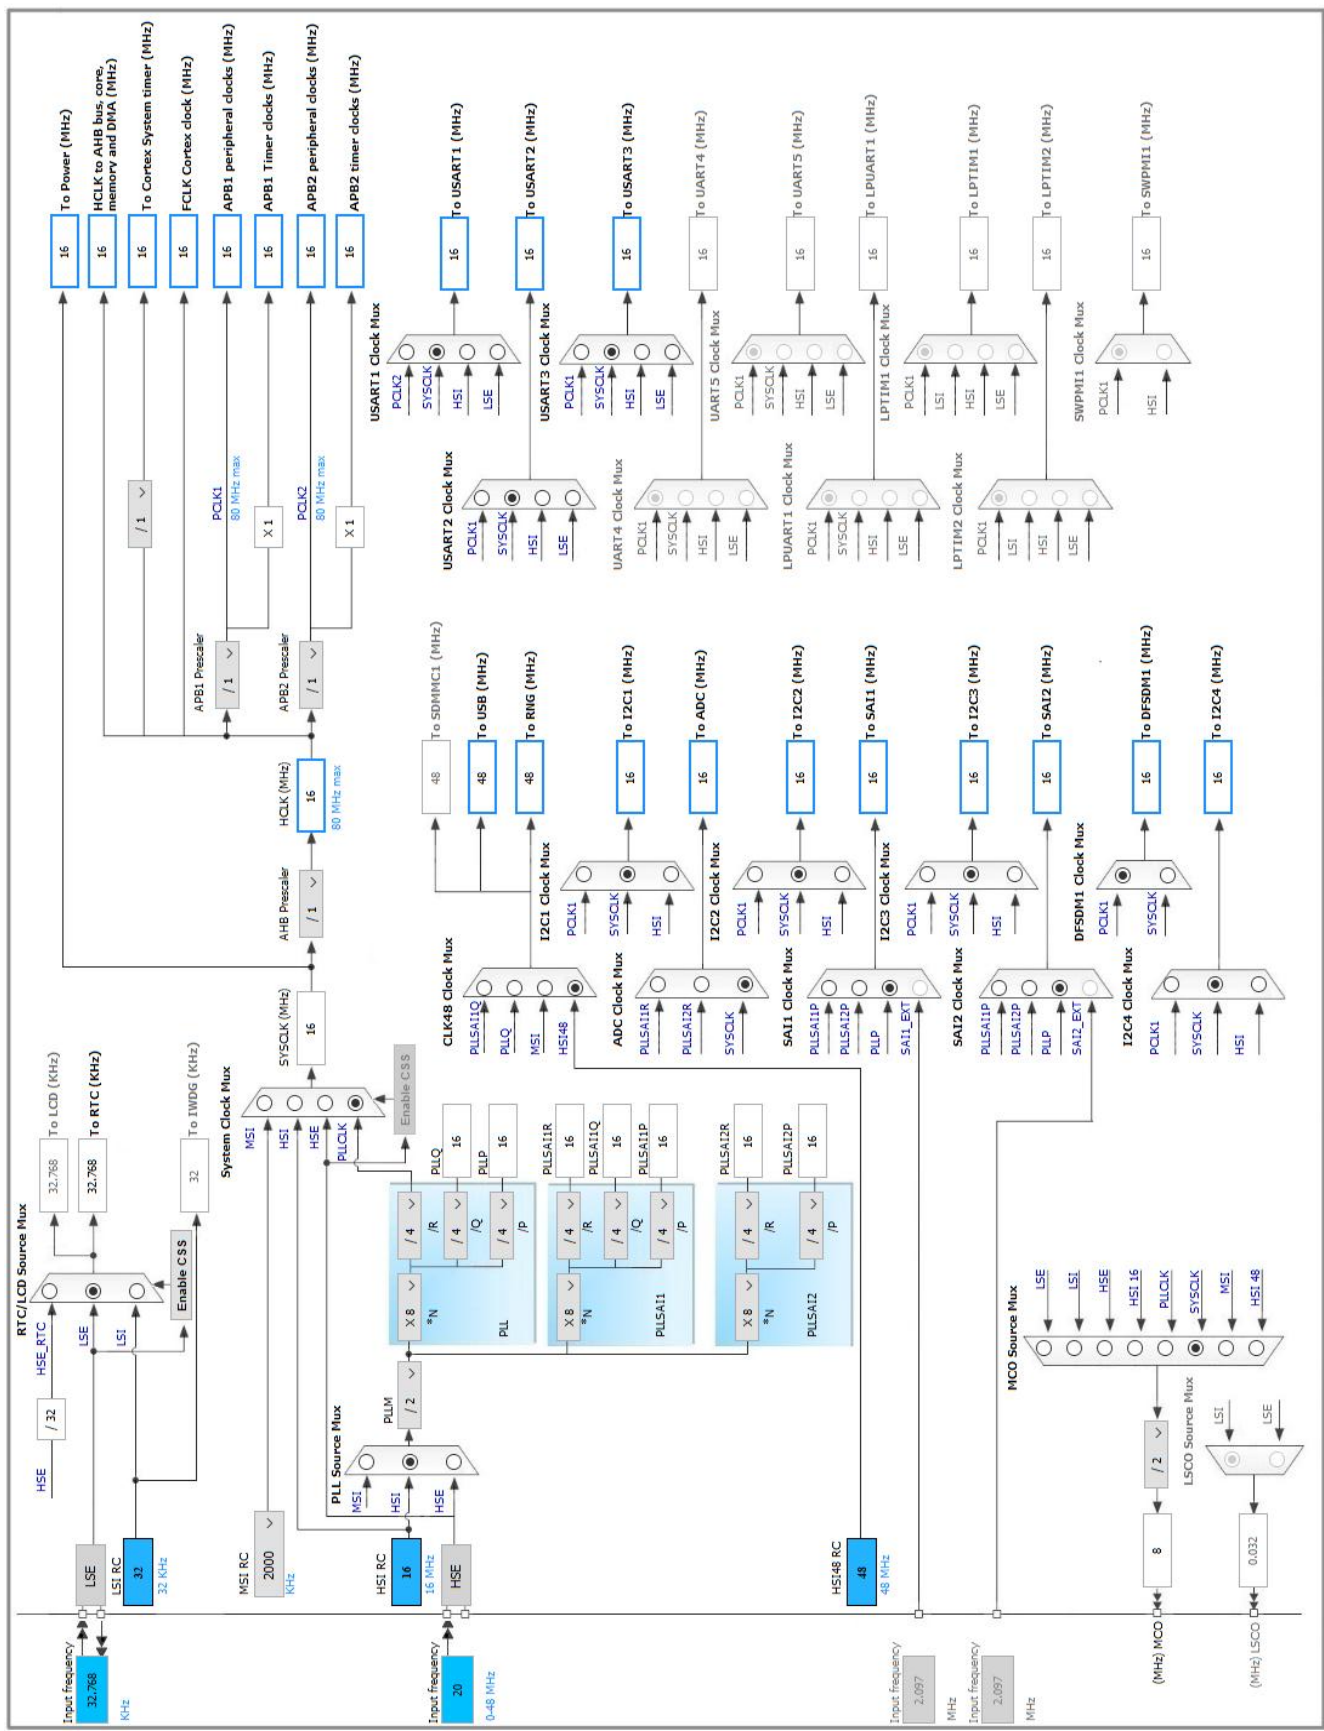 Input frequency
32.768
KHz
LSE
LSI RC
32
32 KHz
HSE
/ 32
HSE_RTC
LSE
LSI
RTC/LCD Source Mux
Enable CSS
32.768
To LCD (KHz)
32.768
To RTC (KHz)
32
To IWDG (KHz)
MSI RC
2000
KHz
HSI RC
16
16 MHz
Input frequency
20
0-48 MHz
HSE
PLL Source Mux
MSI
HSI
HSE
PLLM
/ 2
X 8
*N
PLL
/ 4
/R
/ 4
/Q
/ 4
/P
PLLQ
16
PLLP
16
X 8
*N
PLLSAI1
/ 4
/R
/ 4
/Q
/ 4
/P
PLLSAI1R
16
PLLSAI1Q
16
PLLSAI1P
16
X 8
*N
PLLSAI2
/ 4
/R
/ 4
/P
PLLSAI2R
16
PLLSAI2P
16
System Clock Mux
MSI
HSI
HSE
PLLCLK
Enable CSS
SYSCLK (MHz)
16
AHB Prescaler
/ 1
HCLK (MHz)
16
80 MHz max
APB1 Prescaler
/ 1
APB2 Prescaler
/ 1
/ 1
PCLK1
80 MHz max
X 1
PCLK2
80 MHz max
X 1
16
To Power (MHz)
16
HCLK to AHB bus, core,
memory and DMA (MHz)
16
To Cortex System timer (MHz)
16
FCLK Cortex clock (MHz)
16
APB1 peripheral clocks (MHz)
16
APB1 Timer clocks (MHz)
16
APB2 peripheral clocks (MHz)
16
APB2 timer clocks (MHz)
HSI48 RC
48
48 MHz
CLK48 Clock Mux
PLLSAI1Q
PLLQ
MSI
HSI48
48
To SDMMC1 (MHz)
48
To USB (MHz)
48
To RNG (MHz)
I2C1 Clock Mux
PCLK1
SYSCLK
HSI
16
To I2C1 (MHz)
ADC Clock Mux
PLLSAI1R
PLLSAI2R
SYSCLK
16
To ADC (MHz)
I2C2 Clock Mux
PCLK1
SYSCLK
HSI
16
To I2C2 (MHz)
SAI1 Clock Mux
PLLSAI1P
PLLSAI2P
PLLP
SAI1_EXT
16
To SAI1 (MHz)
I2C3 Clock Mux
PCLK1
SYSCLK
HSI
16
To I2C3 (MHz)
SAI2 Clock Mux
PLLSAI1P
PLLSAI2P
PLLP
SAI2_EXT
16
To SAI2 (MHz)
DFSDM1 Clock Mux
PCLK1
SYSCLK
16
To DFSDM1 (MHz)
I2C4 Clock Mux
PCLK1
SYSCLK
HSI
16
To I2C4 (MHz)
USART1 Clock Mux
PCLK2
SYSCLK
HSI
LSE
16
To USART1 (MHz)
USART2 Clock Mux
PCLK1
SYSCLK
HSI
LSE
16
To USART2 (MHz)
USART3 Clock Mux
PCLK1
SYSCLK
HSI
LSE
16
To USART3 (MHz)
UART4 Clock Mux
PCLK1
SYSCLK
HSI
LSE
16
To UART4 (MHz)
UART5 Clock Mux
PCLK1
SYSCLK
HSI
LSE
16
To UART5 (MHz)
LPUART1 Clock Mux
PCLK1
SYSCLK
HSI
LSE
16
To LPUART1 (MHz)
LPTIM1 Clock Mux
PCLK1
LSI
HSI
LSE
16
To LPTIM1 (MHz)
LPTIM2 Clock Mux
PCLK1
LSI
HSI
LSE
16
To LPTIM2 (MHz)
SWPMI1 Clock Mux
PCLK1
HSI
16
To SWPMI1 (MHz)
Input frequency
2.097
MHz
Input frequency
2.097
MHz
MCO Source Mux
LSE
LSI
HSE
HSI 16
PLLCLK
SYSCLK
MSI
HSI 48
/ 2
8
(MHz) MCO
LSCO Source Mux
LSI
LSE
0.032
(MHz) LSCO